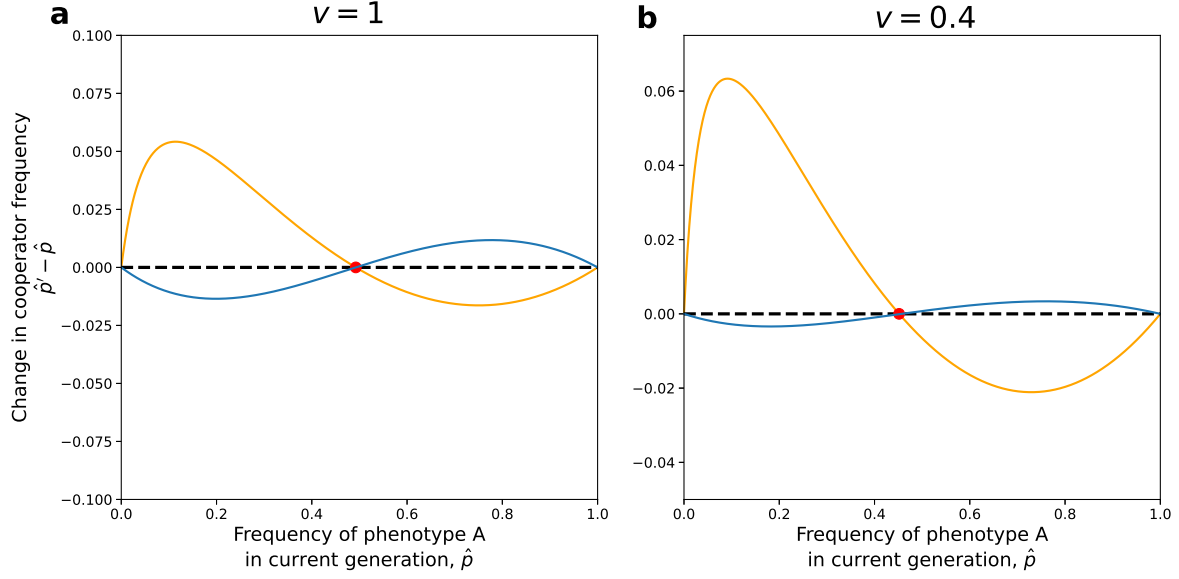 a
v = 1
0.100
0.075
0.050
0.025
0.000
−0.025
−0.050
−0.075
−0.100
Change in cooperator frequency
p̂′ − p̂
0.0 0.2 0.4 0.6 0.8 1.0
Frequency of phenotype A
in current generation, p̂
b
v = 0.4
0.06
0.04
0.02
0.00
−0.02
−0.04
0.0 0.2 0.4 0.6 0.8 1.0
Frequency of phenotype A
in current generation, p̂